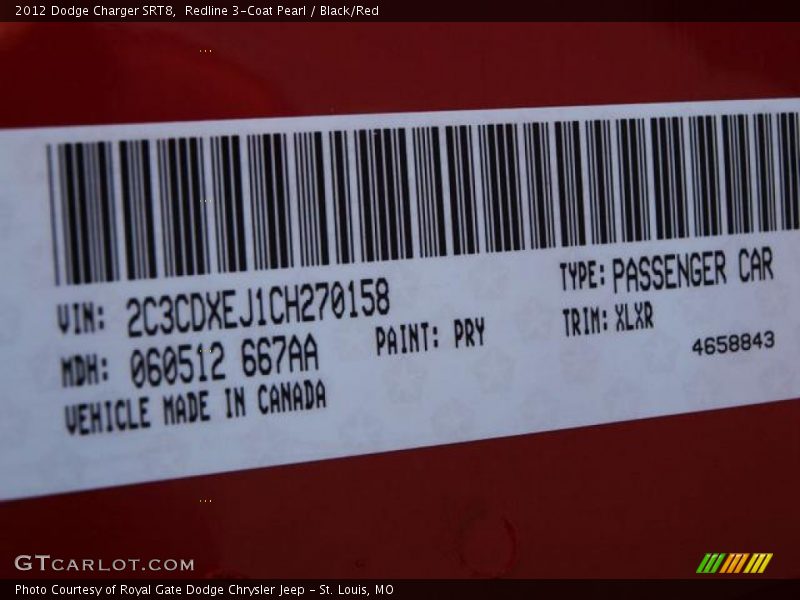 2012 Dodge Charger SRT8,  Redline 3-Coat Pearl / Black/Red
VIN: 2C3CDXEJ1CH270158
TYPE: PASSENGER CAR
MDH: 060512 667AA
PAINT: PRY
TRIM: XLXR
VEHICLE MADE IN CANADA
4658843
GTCARLOT.COM
Photo Courtesy of Royal Gate Dodge Chrysler Jeep - St. Louis, MO